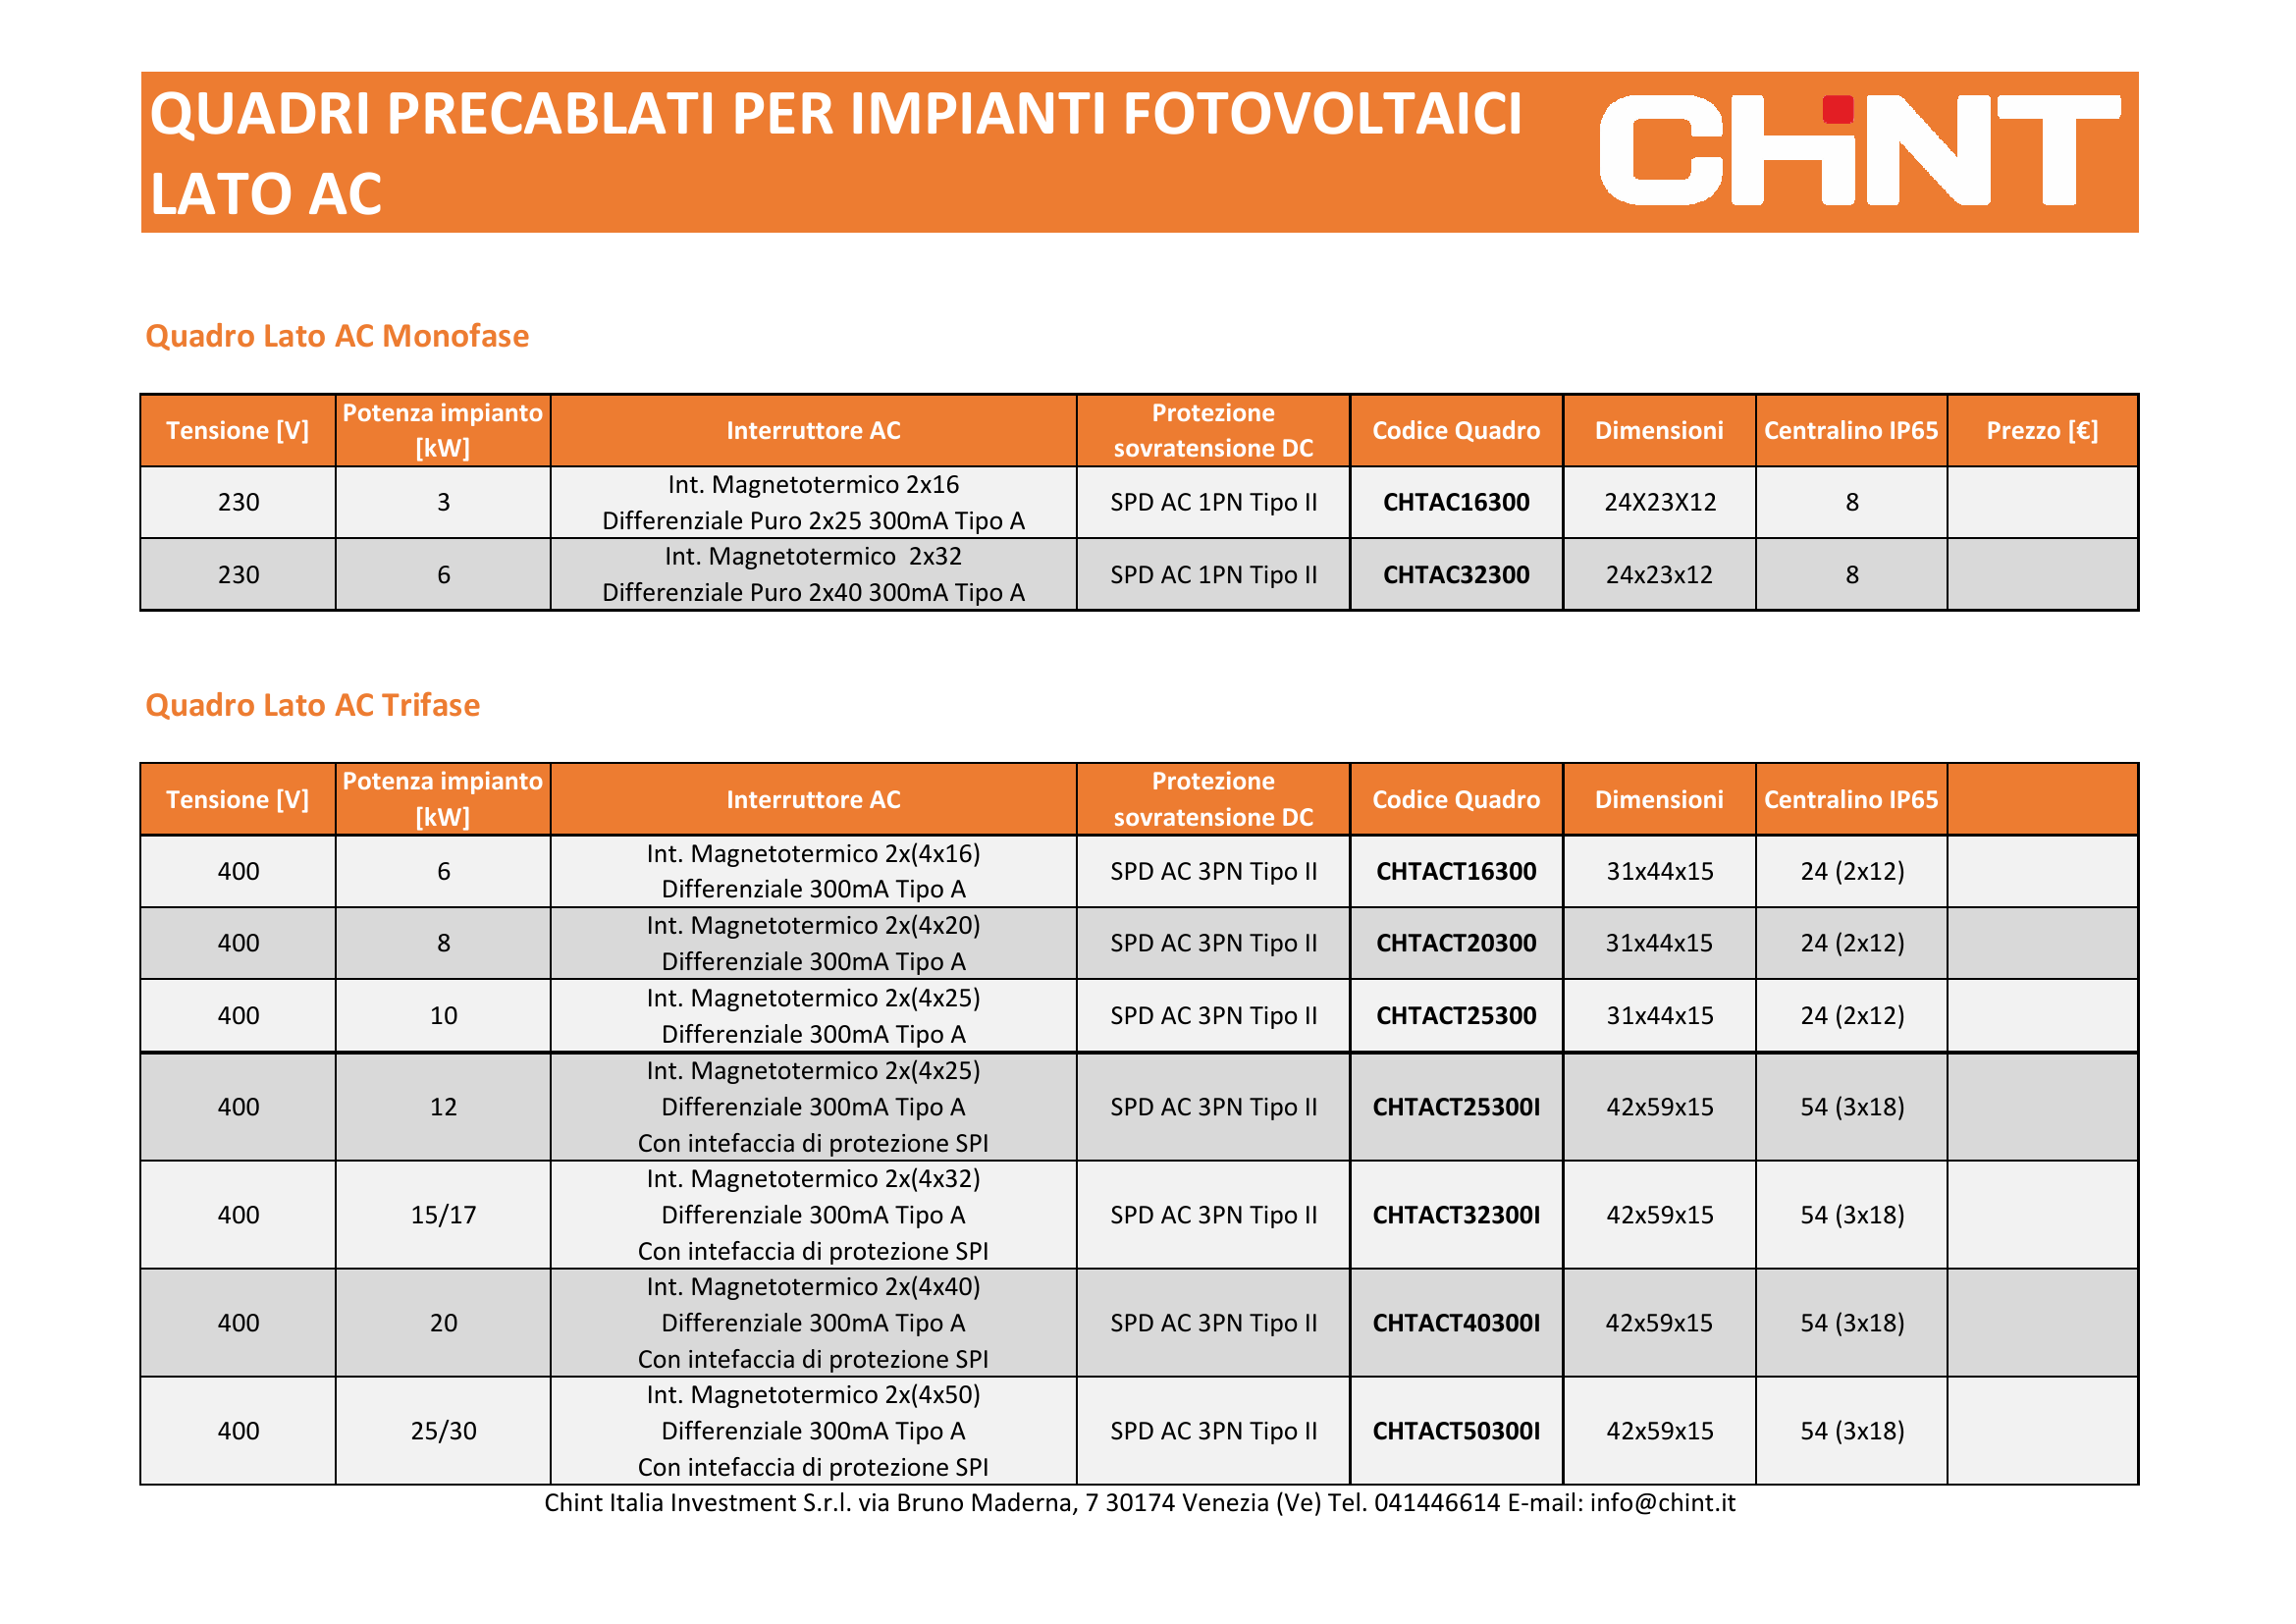 QUADRI PRECABLATI PER IMPIANTI FOTOVOLTAICI
LATO AC
CHiNT
Quadro Lato AC Monofase
Tensione [V] Potenza impianto [kW] Interruttore AC Protezione sovratensione DC Codice Quadro Dimensioni Centralino IP65 Prezzo [€]
230 3 Int. Magnetotermico 2x16 Differenziale Puro 2x25 300mA Tipo A SPD AC 1PN Tipo II CHTAC16300 24X23X12 8
230 6 Int. Magnetotermico  2x32 Differenziale Puro 2x40 300mA Tipo A SPD AC 1PN Tipo II CHTAC32300 24x23x12 8
Quadro Lato AC Trifase
Tensione [V] Potenza impianto [kW] Interruttore AC Protezione sovratensione DC Codice Quadro Dimensioni Centralino IP65
400 6 Int. Magnetotermico 2x(4x16) Differenziale 300mA Tipo A SPD AC 3PN Tipo II CHTACT16300 31x44x15 24 (2x12)
400 8 Int. Magnetotermico 2x(4x20) Differenziale 300mA Tipo A SPD AC 3PN Tipo II CHTACT20300 31x44x15 24 (2x12)
400 10 Int. Magnetotermico 2x(4x25) Differenziale 300mA Tipo A SPD AC 3PN Tipo II CHTACT25300 31x44x15 24 (2x12)
400 12 Int. Magnetotermico 2x(4x25) Differenziale 300mA Tipo A Con intefaccia di protezione SPI SPD AC 3PN Tipo II CHTACT25300I 42x59x15 54 (3x18)
400 15/17 Int. Magnetotermico 2x(4x32) Differenziale 300mA Tipo A Con intefaccia di protezione SPI SPD AC 3PN Tipo II CHTACT32300I 42x59x15 54 (3x18)
400 20 Int. Magnetotermico 2x(4x40) Differenziale 300mA Tipo A Con intefaccia di protezione SPI SPD AC 3PN Tipo II CHTACT40300I 42x59x15 54 (3x18)
400 25/30 Int. Magnetotermico 2x(4x50) Differenziale 300mA Tipo A Con intefaccia di protezione SPI SPD AC 3PN Tipo II CHTACT50300I 42x59x15 54 (3x18)
Chint Italia Investment S.r.l. via Bruno Maderna, 7 30174 Venezia (Ve) Tel. 041446614 E-mail: info@chint.it